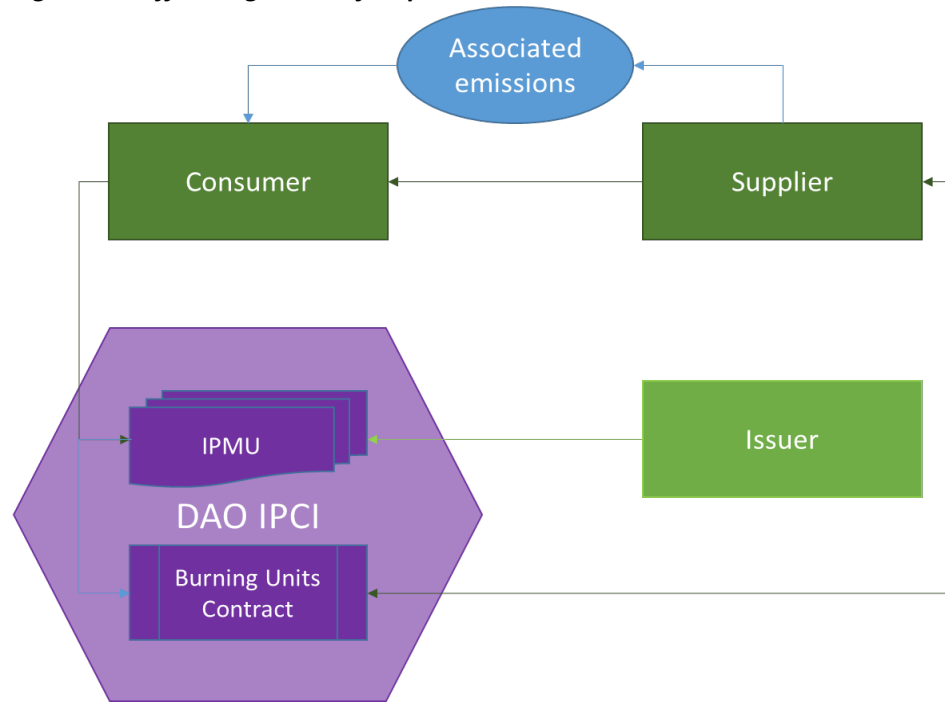 Associated
emissions
Consumer
Supplier
IPMU
Issuer
DAO IPCI
Burning Units
Contract